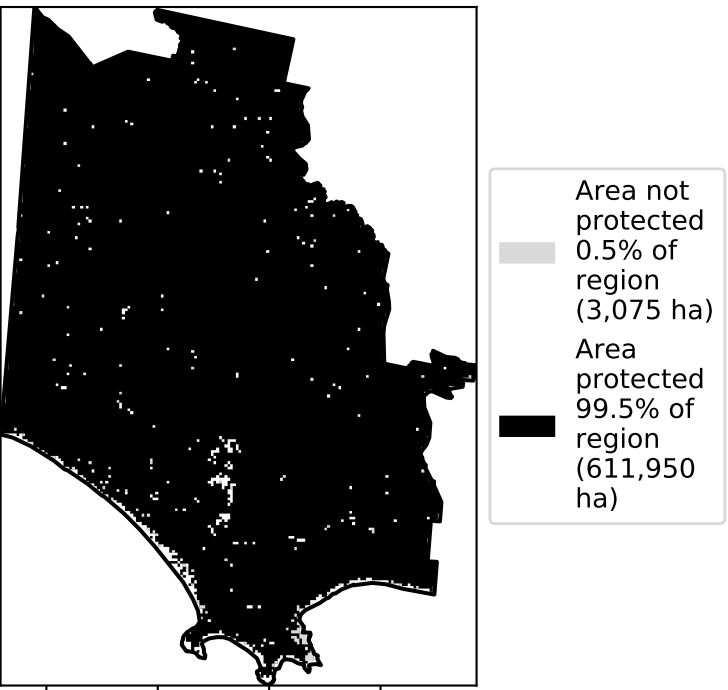 Area not
protected
0.5% of
region
(3,075 ha)
Area
protected
99.5% of
region
(611,950
ha)